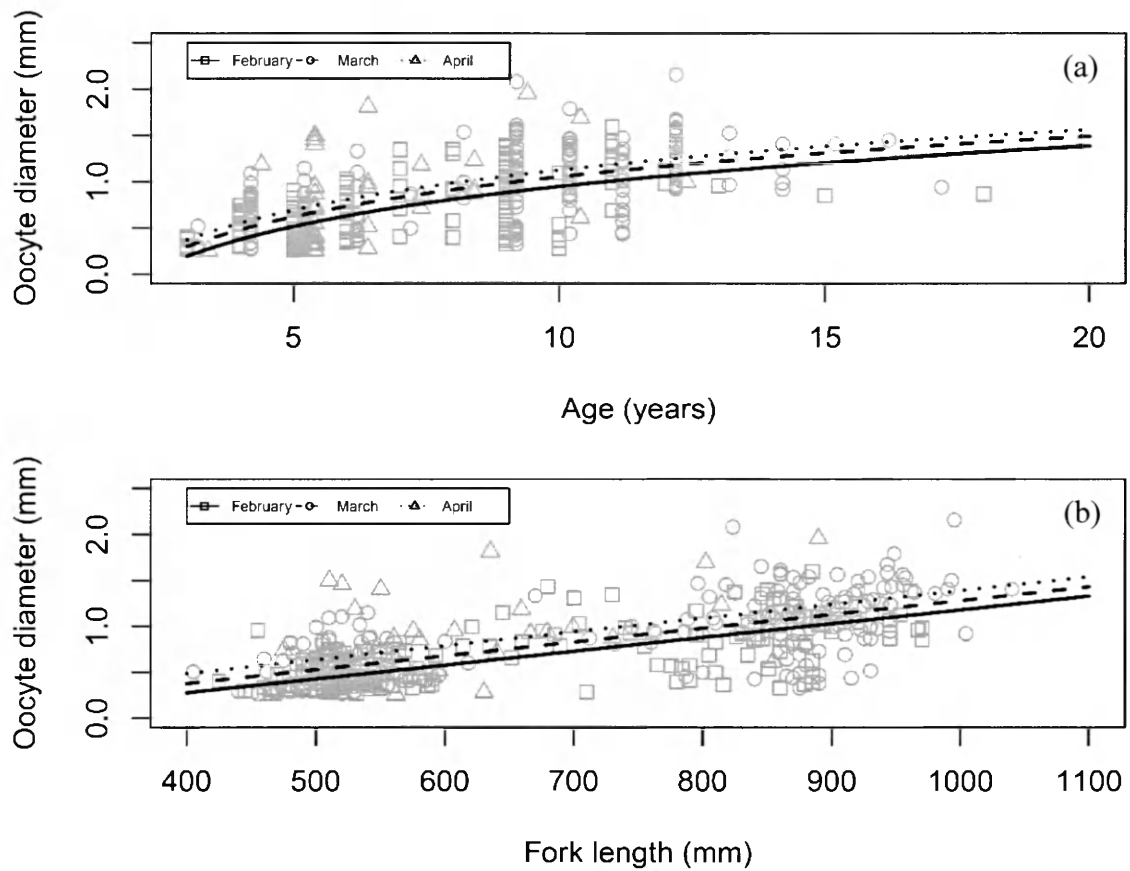 Oocyte diameter (mm)
0.0 1.0 2.0
February March April
(a)
5 10 15 20
Age (years)
Oocyte diameter (mm)
0.0 1.0 2.0
February March April
(b)
400 500 600 700 800 900 1000 1100
Fork length (mm)